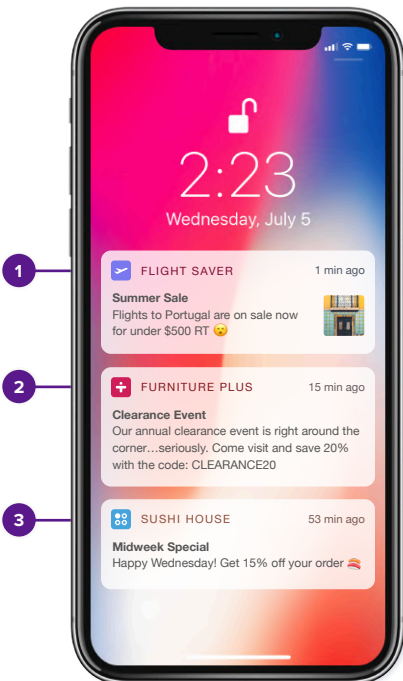 2:23
Wednesday, July 5
1
FLIGHT SAVER 1 min ago
Summer Sale
Flights to Portugal are on sale now
for under $500 RT 😮
2
FURNITURE PLUS 15 min ago
Clearance Event
Our annual clearance event is right around the
corner…seriously. Come visit and save 20%
with the code: CLEARANCE20
3
SUSHI HOUSE 53 min ago
Midweek Special
Happy Wednesday! Get 15% off your order 🍣